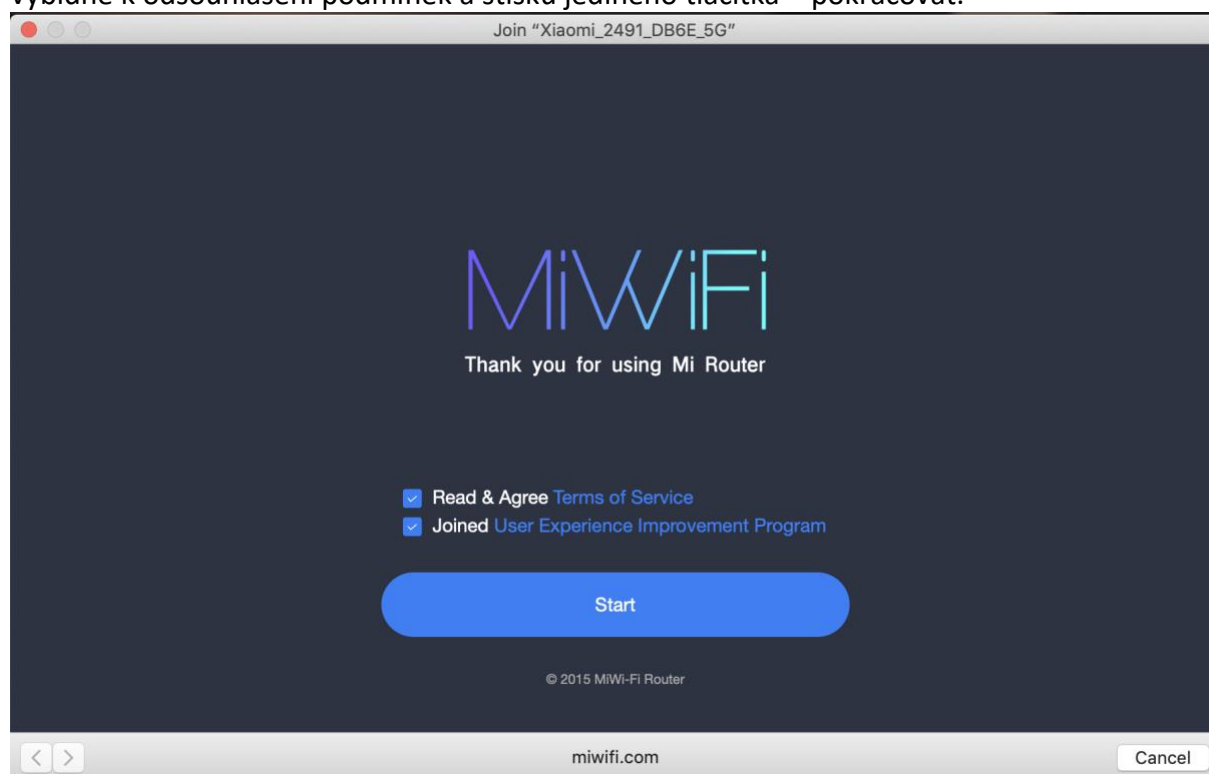 vybídne k odsouhlasení podmínek a stisku jediného tlačítka – pokračovat.
Join “Xiaomi_2491_DB6E_5G”
MiWiFi
Thank you for using Mi Router
Read & Agree Terms of Service
Joined User Experience Improvement Program
Start
© 2015 MiWi-Fi Router
miwifi.com
Cancel